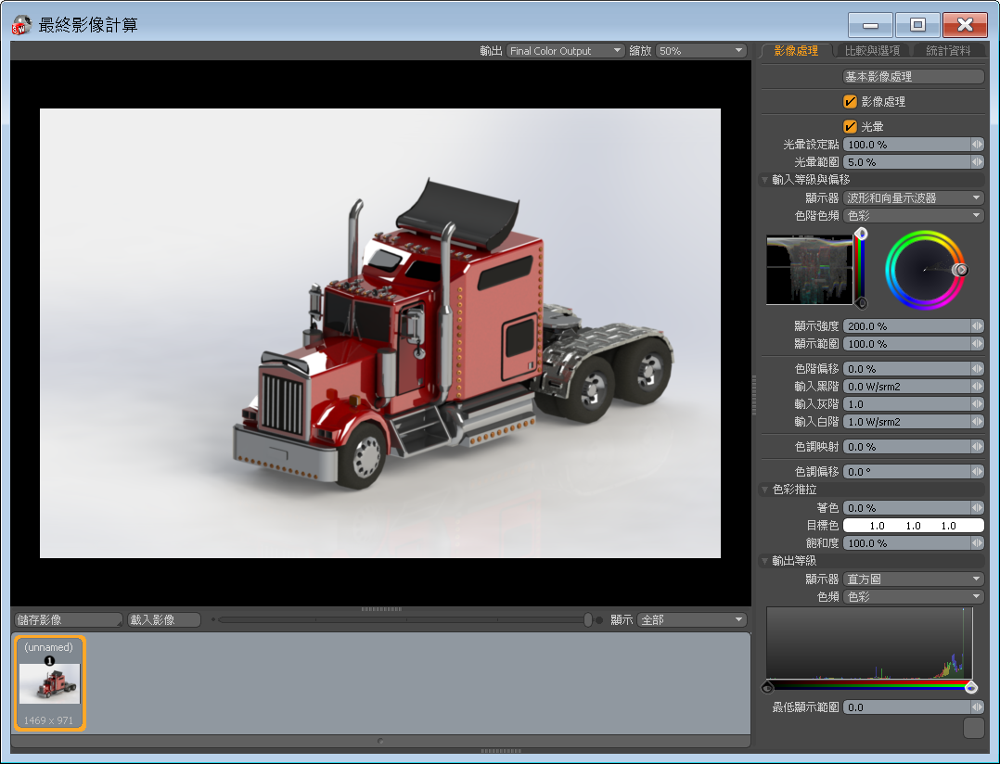 最終影像計算
輸出 Final Color Output 縮放 50%
影像處理 比較與選項 統計資料
基本影像處理
影像處理
光暈
光暈設定點 100.0 %
光暈範圍 5.0 %
輸入等級與偏移
顯示器 波形和向量示波器
色階色頻 色彩
顯示強度 200.0 %
顯示範圍 100.0 %
色階偏移 0.0 %
輸入黑階 0.0 W/srm2
輸入灰階 1.0
輸入白階 1.0 W/srm2
色調映射 0.0 %
色調偏移 0.0 °
色彩推拉
著色 0.0 %
目標色 1.0 1.0 1.0
飽和度 100.0 %
輸出等級
顯示器 直方圖
色頻 色彩
最低顯示範圍 0.0
儲存影像 載入影像 顯示 全部
(unnamed)
1
1469 x 971